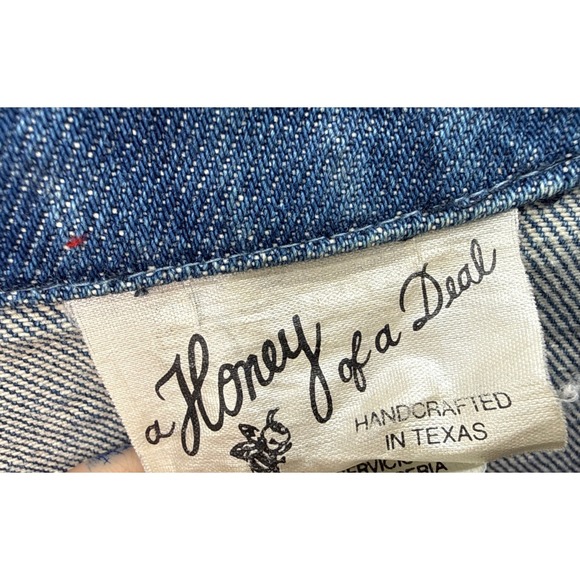 a Honey of a Deal
HANDCRAFTED
IN TEXAS